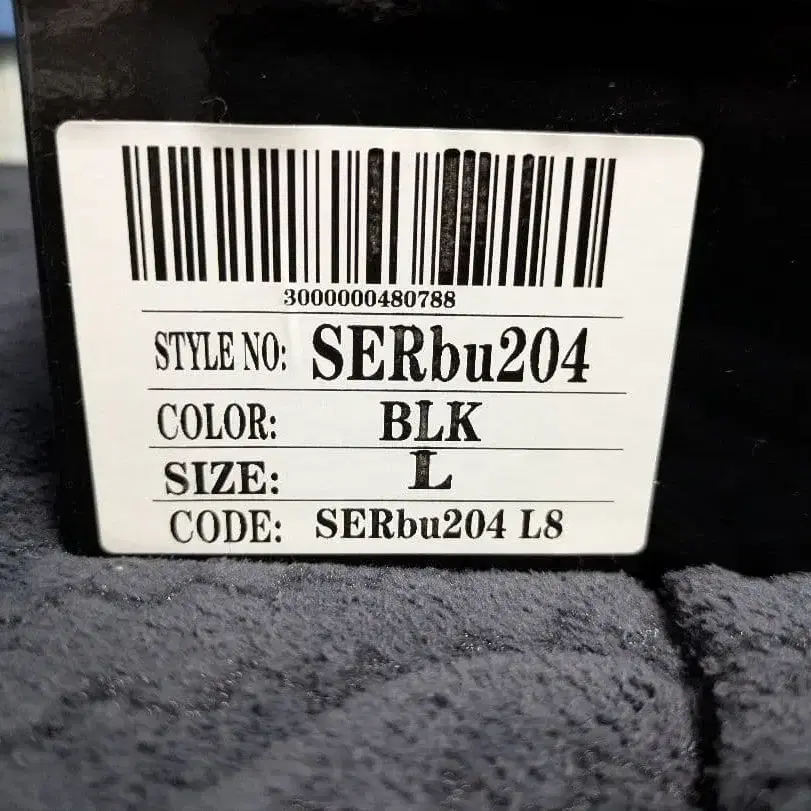 3000000480788
STYLE NO: SERbu204
COLOR: BLK
SIZE: L
CODE: SERbu204 L8